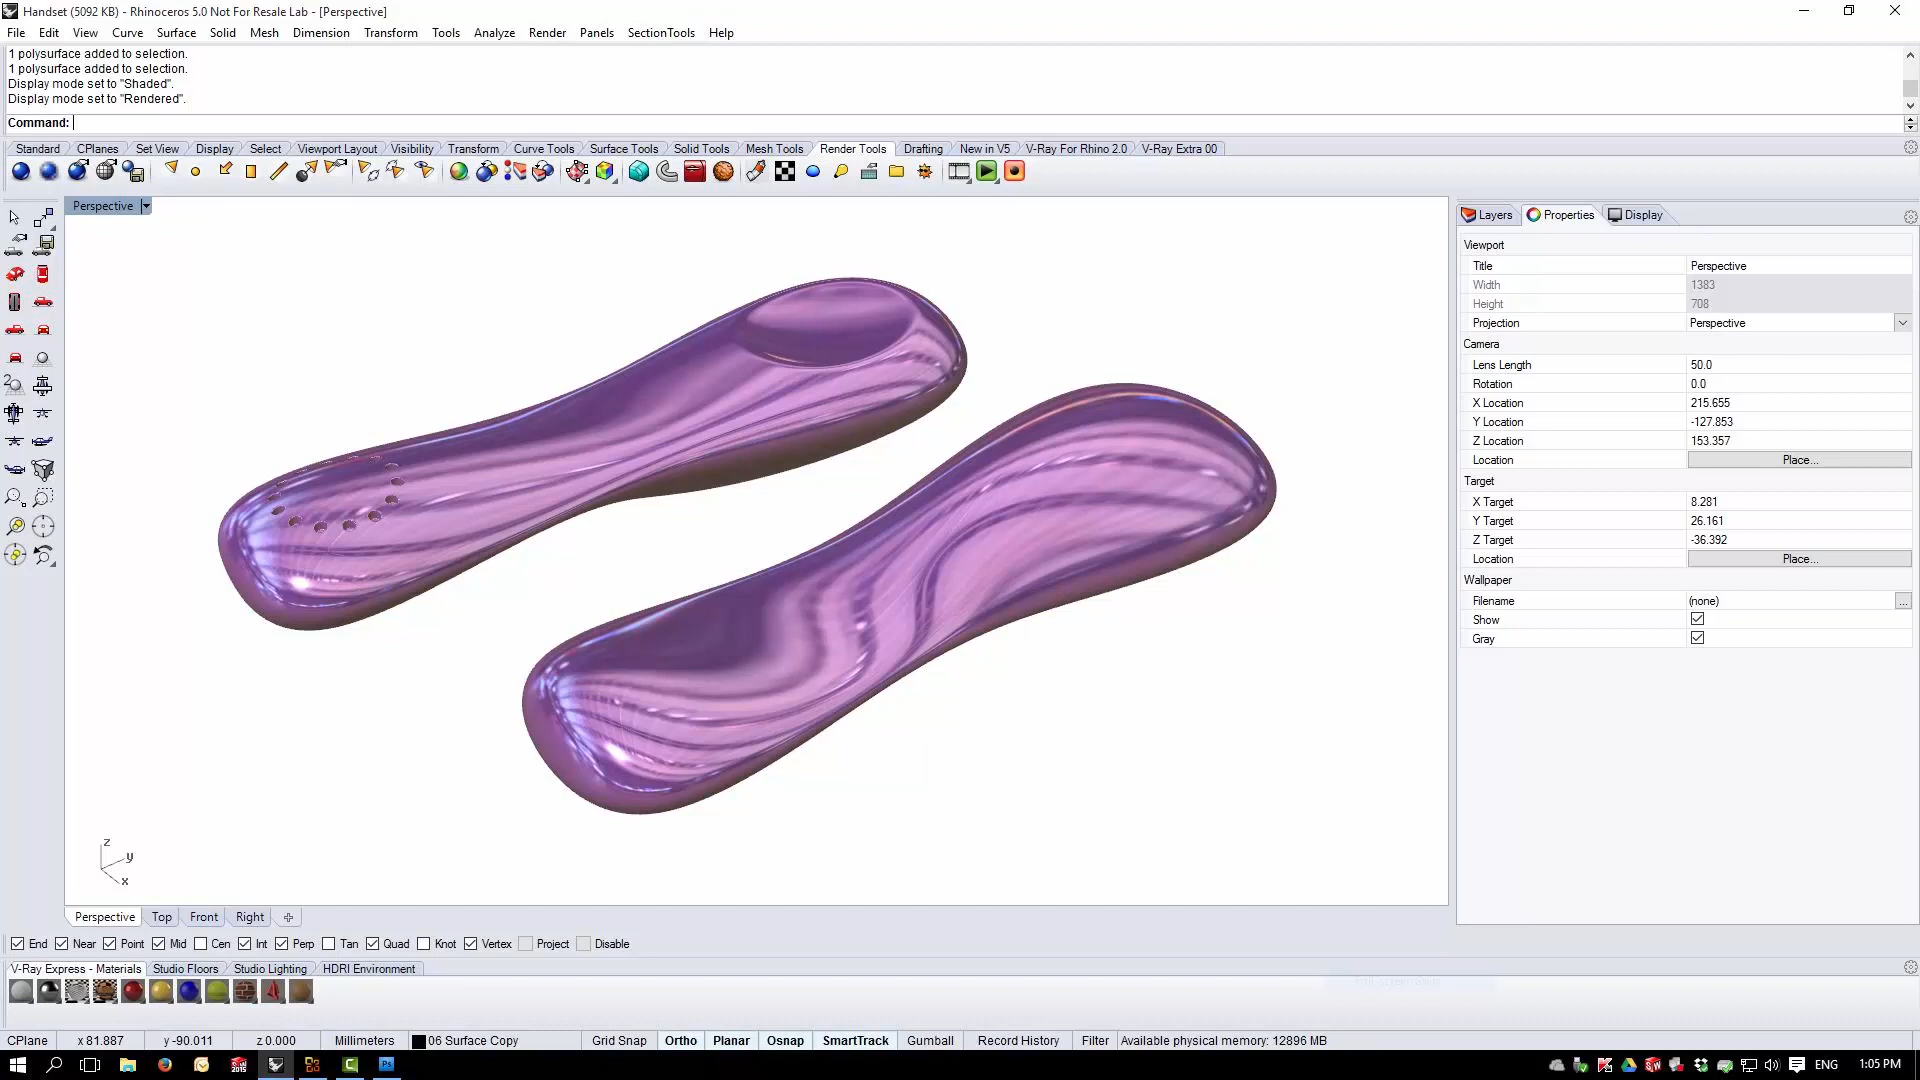 Handset (5092 KB) - Rhinoceros 5.0 Not For Resale Lab - [Perspective]
File Edit View Curve Surface Solid Mesh Dimension Transform Tools Analyze Render Panels SectionTools Help
1 polysurface added to selection.
1 polysurface added to selection.
Display mode set to "Shaded".
Display mode set to "Rendered".
Command:
Standard CPlanes Set View Display Select Viewport Layout Visibility Transform Curve Tools Surface Tools Solid Tools Mesh Tools Render Tools Drafting New in V5 V-Ray For Rhino 2.0 V-Ray Extra 00
Perspective
Layers Properties Display
Viewport
Title Perspective
Width 1383
Height 708
Projection Perspective
Camera
Lens Length 50.0
Rotation 0.0
X Location 215.655
Y Location -127.853
Z Location 153.357
Location Place...
Target
X Target 8.281
Y Target 26.161
Z Target -36.392
Location Place...
Wallpaper
Filename (none) ...
Show
Gray
z
y
x
Perspective Top Front Right
End Near Point Mid Cen Int Perp Tan Quad Knot Vertex Project Disable
V-Ray Express - Materials Studio Floors Studio Lighting HDRI Environment
CPlane x 81.887 y -90.011 z 0.000 Millimeters 06 Surface Copy Grid Snap Ortho Planar Osnap SmartTrack Gumball Record History Filter Available physical memory: 12896 MB
ENG 1:05 PM